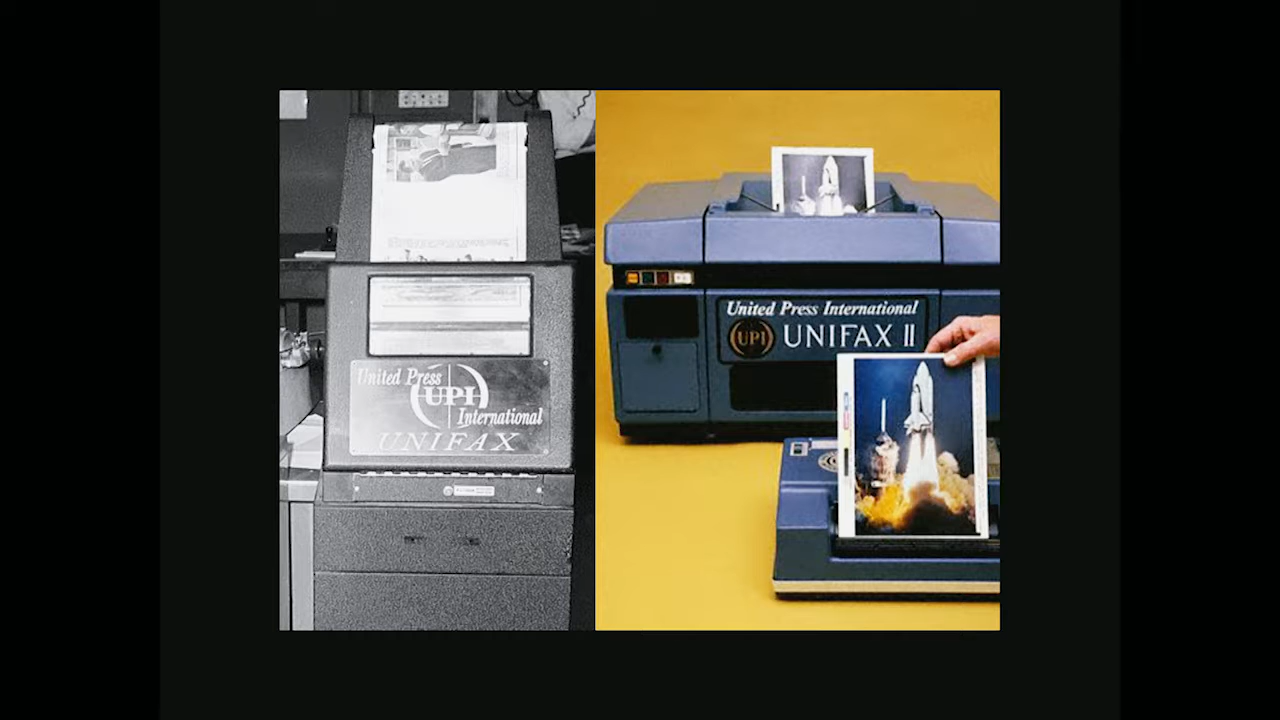 United Press
UPI
International
UNIFAX
United Press International
UPI
UNIFAX II